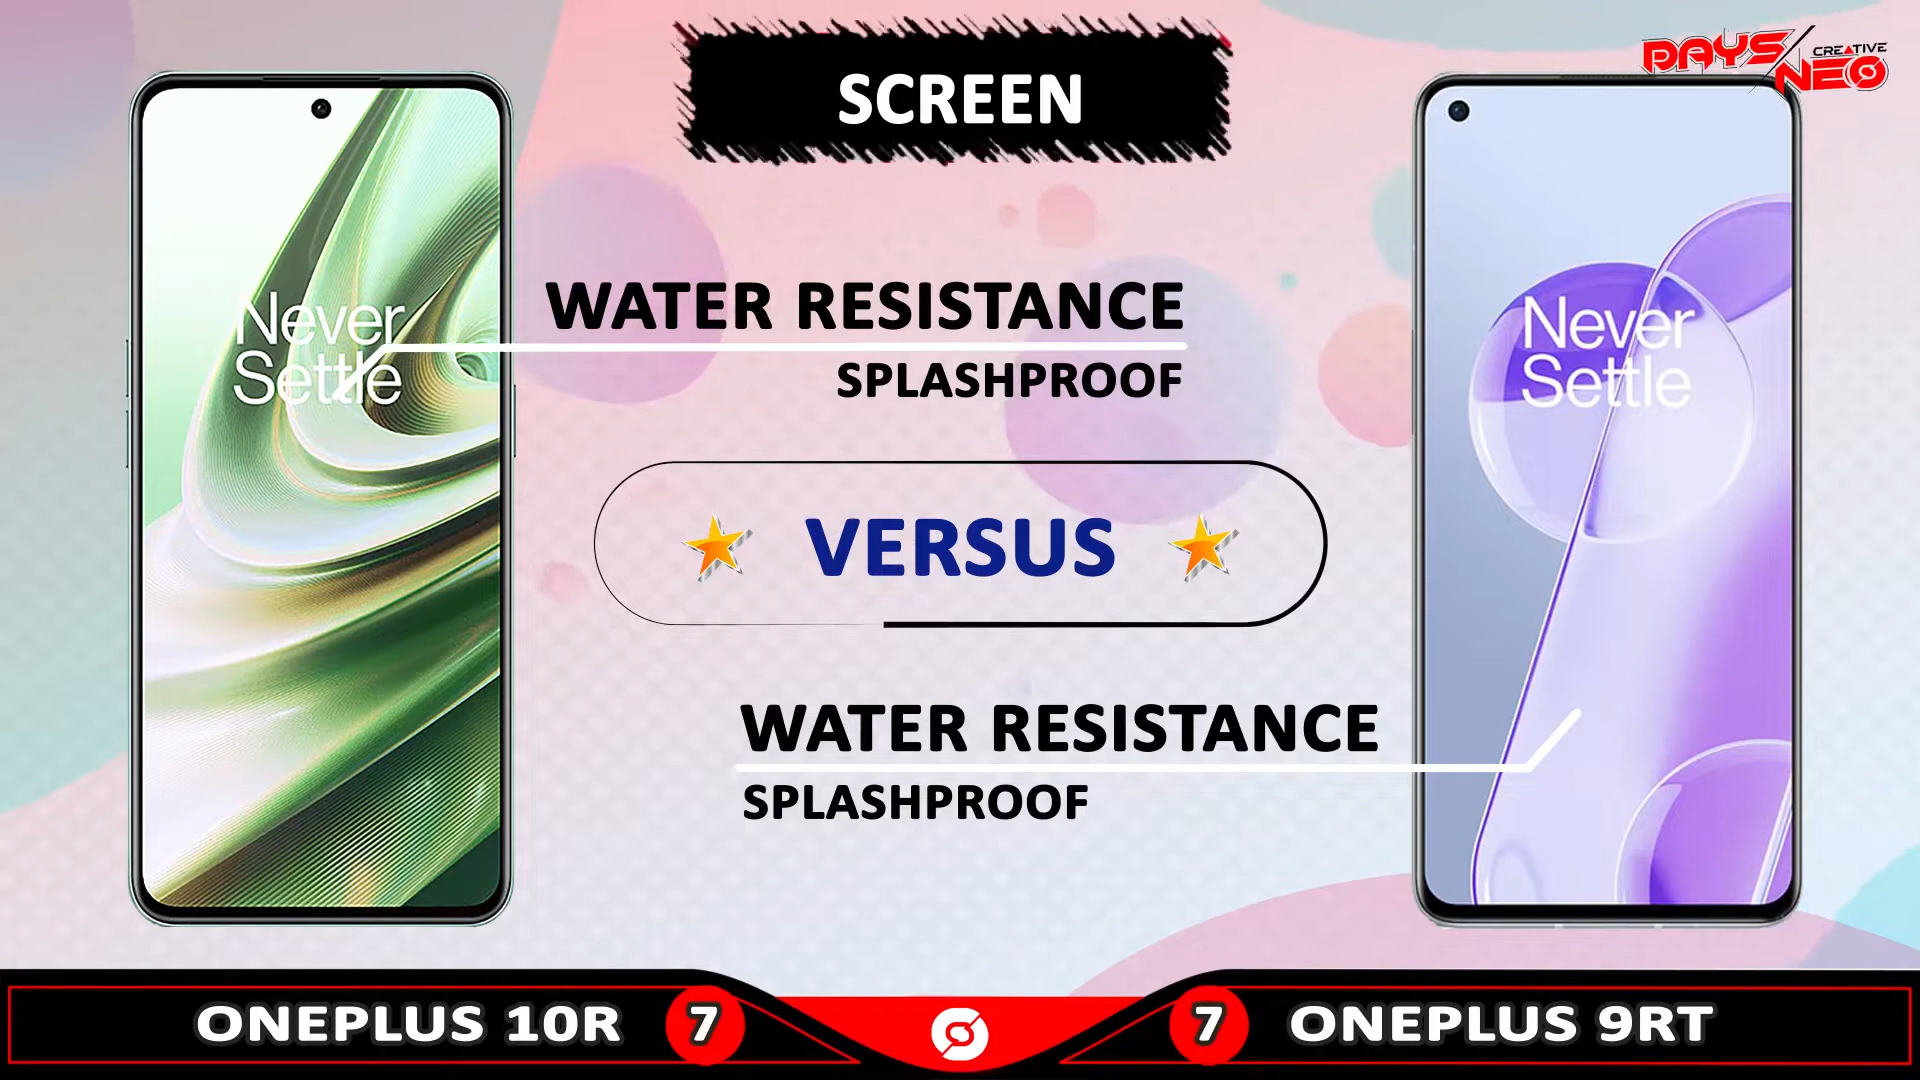 SCREEN
DAYS CREATIVE
NEO
Never
Settle
WATER RESISTANCE
SPLASHPROOF
VERSUS
Never
Settle
WATER RESISTANCE
SPLASHPROOF
ONEPLUS 10R 7
7 ONEPLUS 9RT